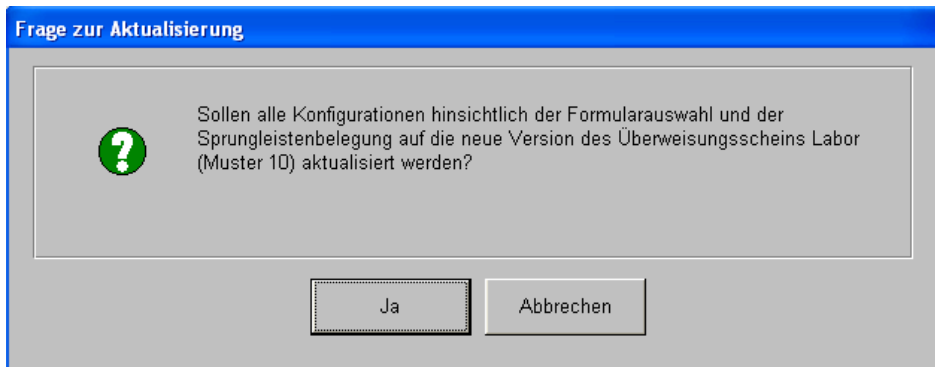 Frage zur Aktualisierung
Sollen alle Konfigurationen hinsichtlich der Formularauswahl und der
Sprungleistenbelegung auf die neue Version des Überweisungsscheins Labor
(Muster 10) aktualisiert werden?
Ja
Abbrechen